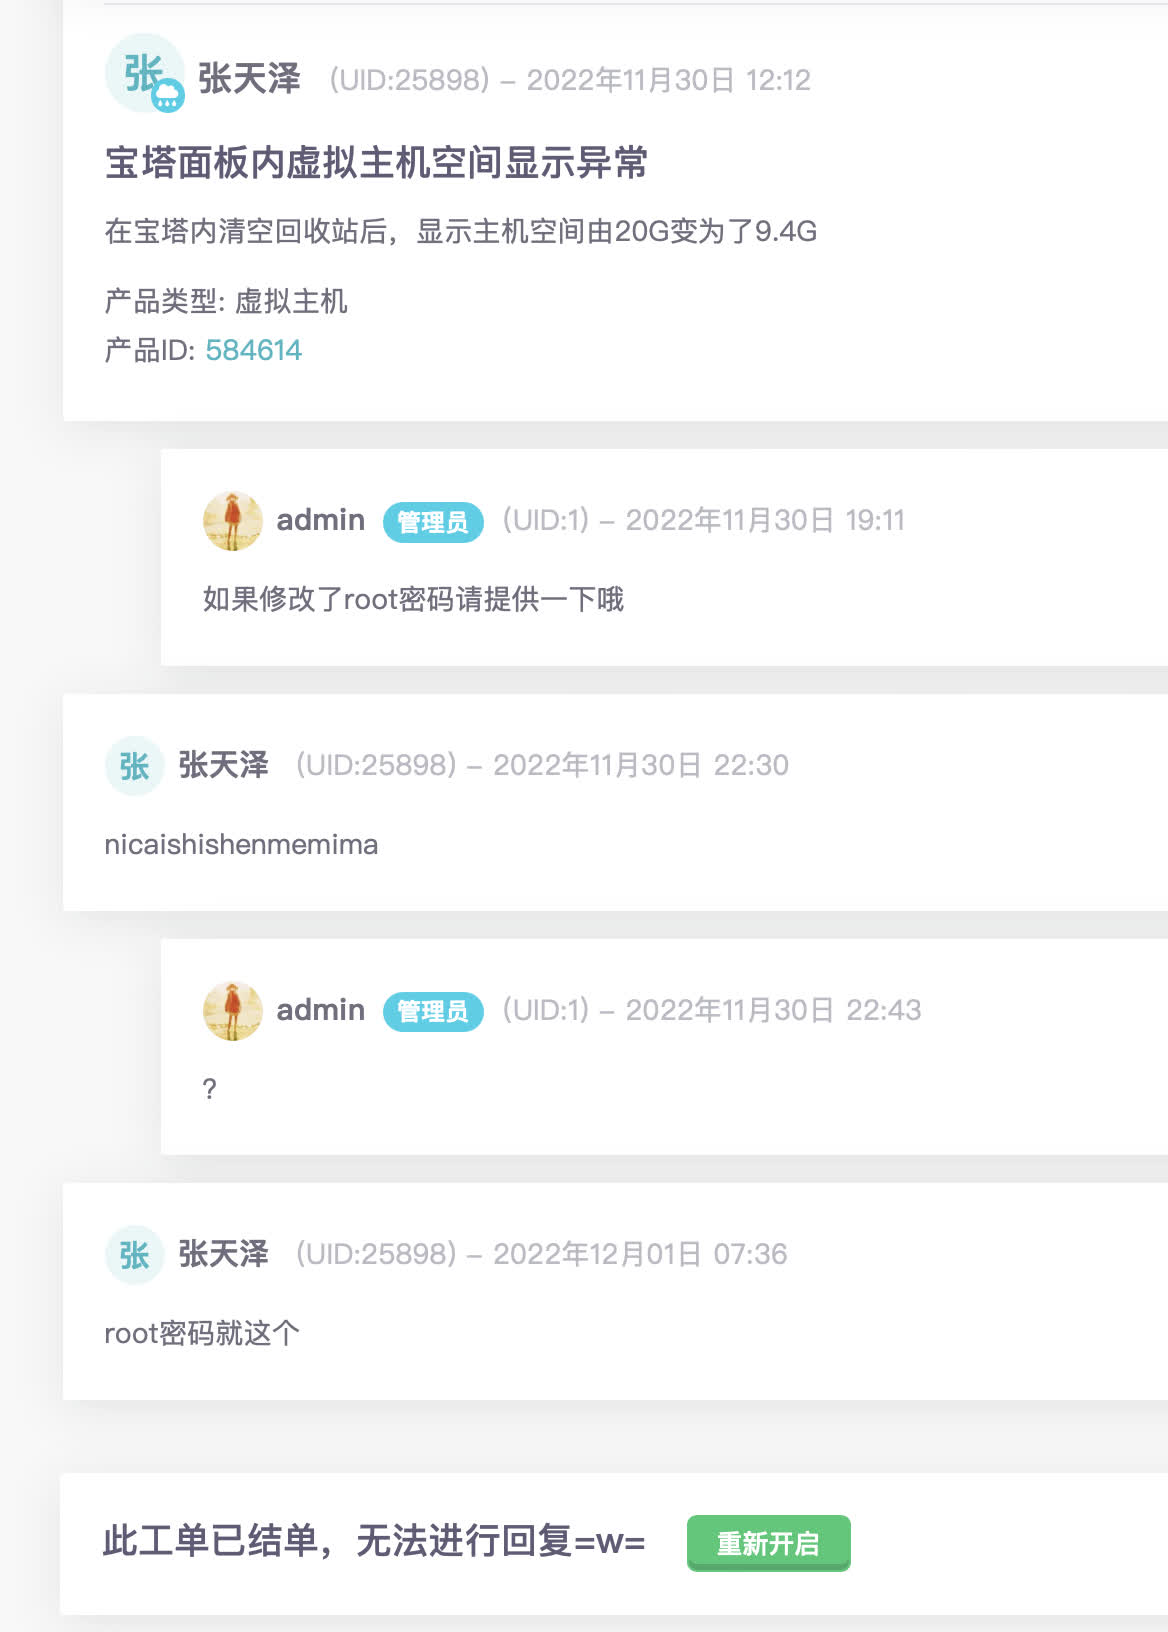 张
张天泽 (UID:25898) – 2022年11月30日 12:12
宝塔面板内虚拟主机空间显示异常
在宝塔内清空回收站后，显示主机空间由20G变为了9.4G
产品类型: 虚拟主机
产品ID: 584614
admin 管理员 (UID:1) – 2022年11月30日 19:11
如果修改了root密码请提供一下哦
张 张天泽 (UID:25898) – 2022年11月30日 22:30
nicaishishenmemima
admin 管理员 (UID:1) – 2022年11月30日 22:43
?
张 张天泽 (UID:25898) – 2022年12月01日 07:36
root密码就这个
此工单已结单，无法进行回复=w= 重新开启